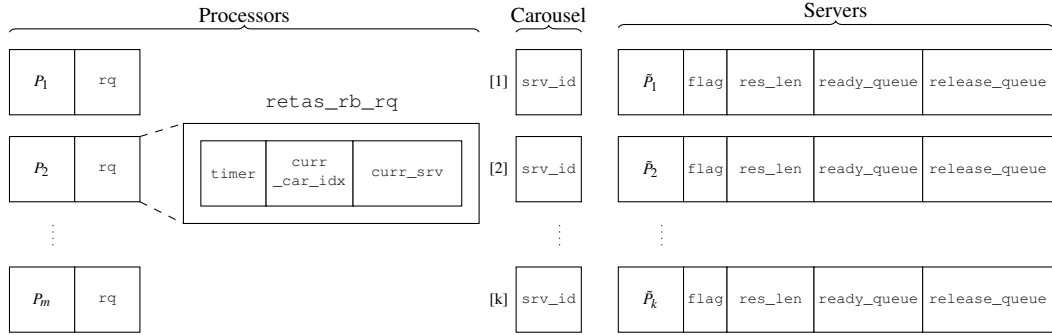 Processors Carousel Servers
P₁ rq [1] srv_id P̃₁ flag res_len ready_queue release_queue
retas_rb_rq
P₂ rq timer curr _car_idx curr_srv [2] srv_id P̃₂ flag res_len ready_queue release_queue
Pₘ rq [k] srv_id P̃ₖ flag res_len ready_queue release_queue